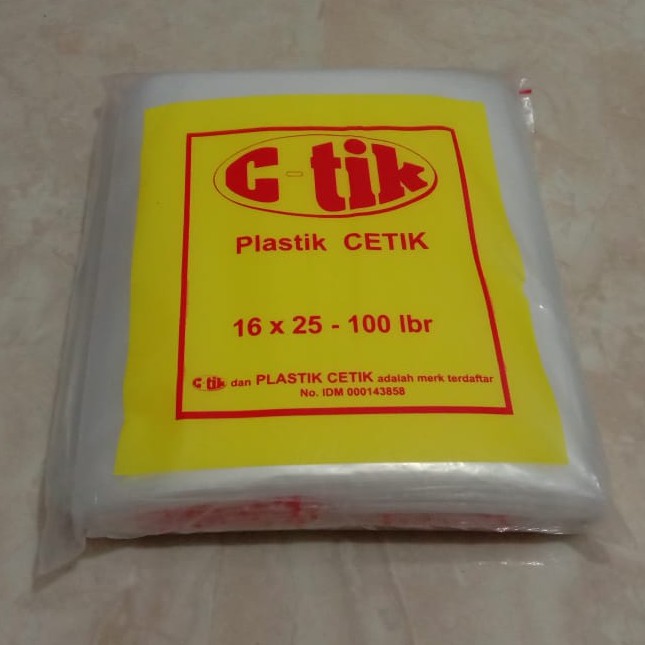 C-tik
Plastik CETIK
16 x 25 - 100 lbr
C-tik dan PLASTIK CETIK adalah merk terdaftar
No. IDM 000143858